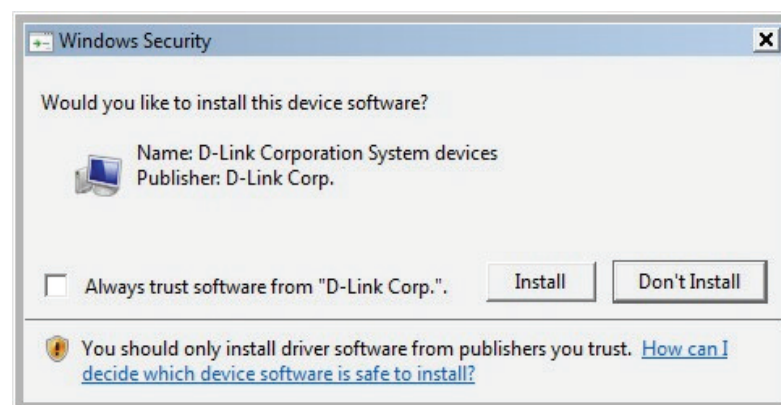 Windows Security
Would you like to install this device software?
Name: D-Link Corporation System devices
Publisher: D-Link Corp.
Always trust software from "D-Link Corp.".
Install
Don't Install
You should only install driver software from publishers you trust. How can I
decide which device software is safe to install?